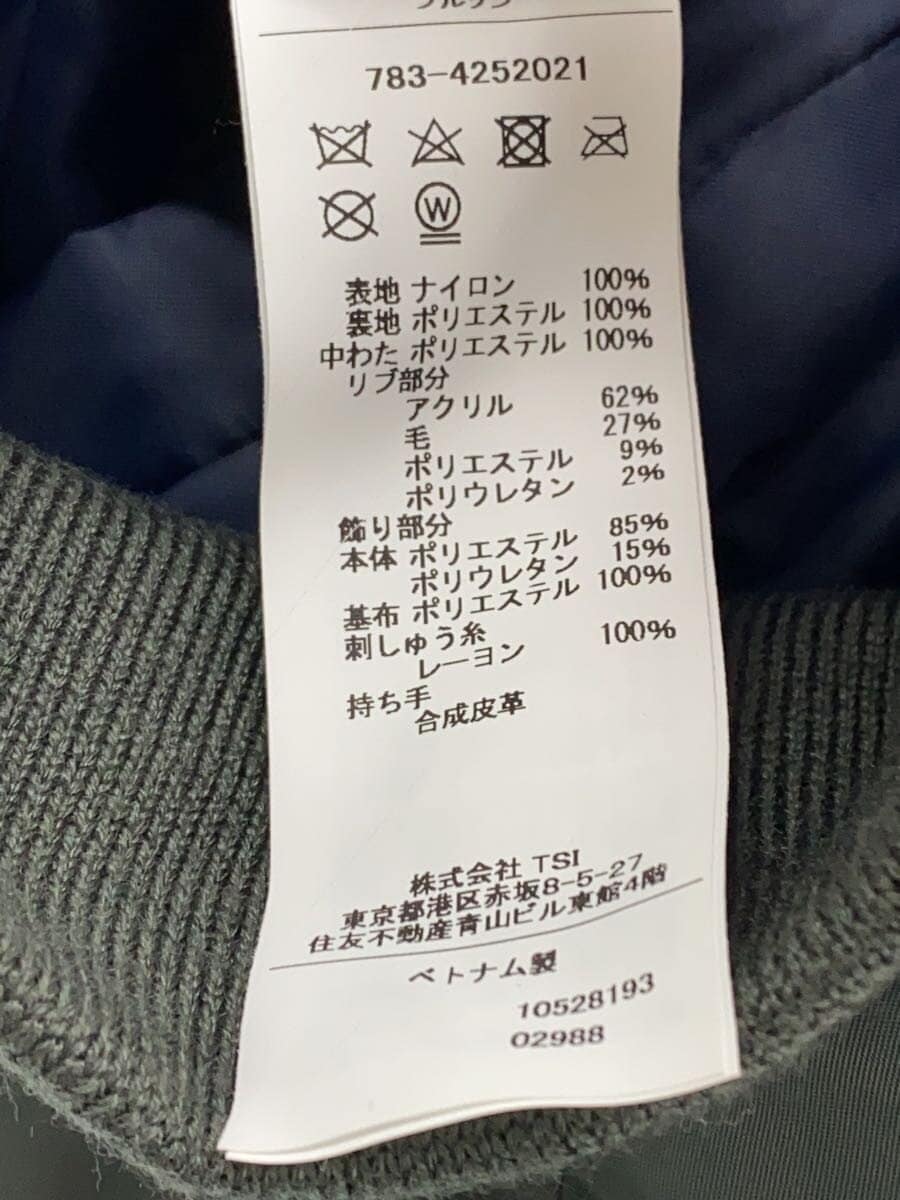 783-4252021
W
表地 ナイロン 100%
裏地 ポリエステル 100%
中わた ポリエステル 100%
リブ部分
アクリル 62%
毛 27%
ポリエステル 9%
ポリウレタン 2%
飾り部分
本体 ポリエステル 85%
ポリウレタン 15%
基布 ポリエステル 100%
刺しゅう糸
レーヨン 100%
持ち手
合成皮革
株式会社 TSI
東京都港区赤坂8-5-27
住友不動産青山ビル東館4階
ベトナム製
10528193
02988